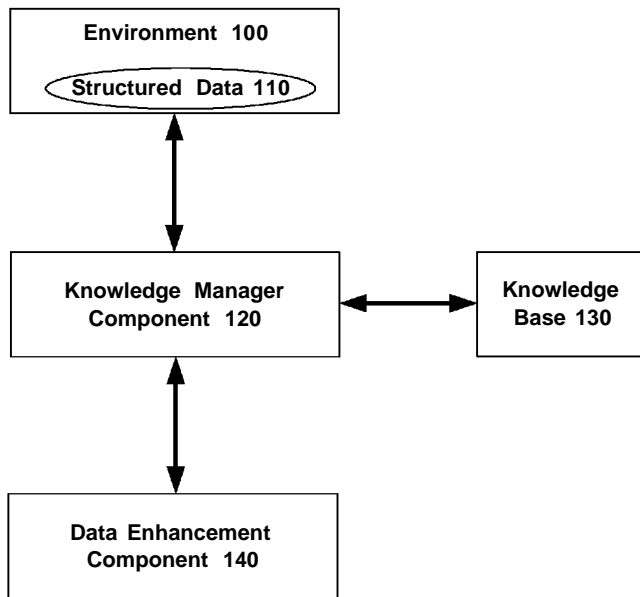 Environment 100
Structured Data 110
Knowledge Manager
Component 120
Knowledge
Base 130
Data Enhancement
Component 140